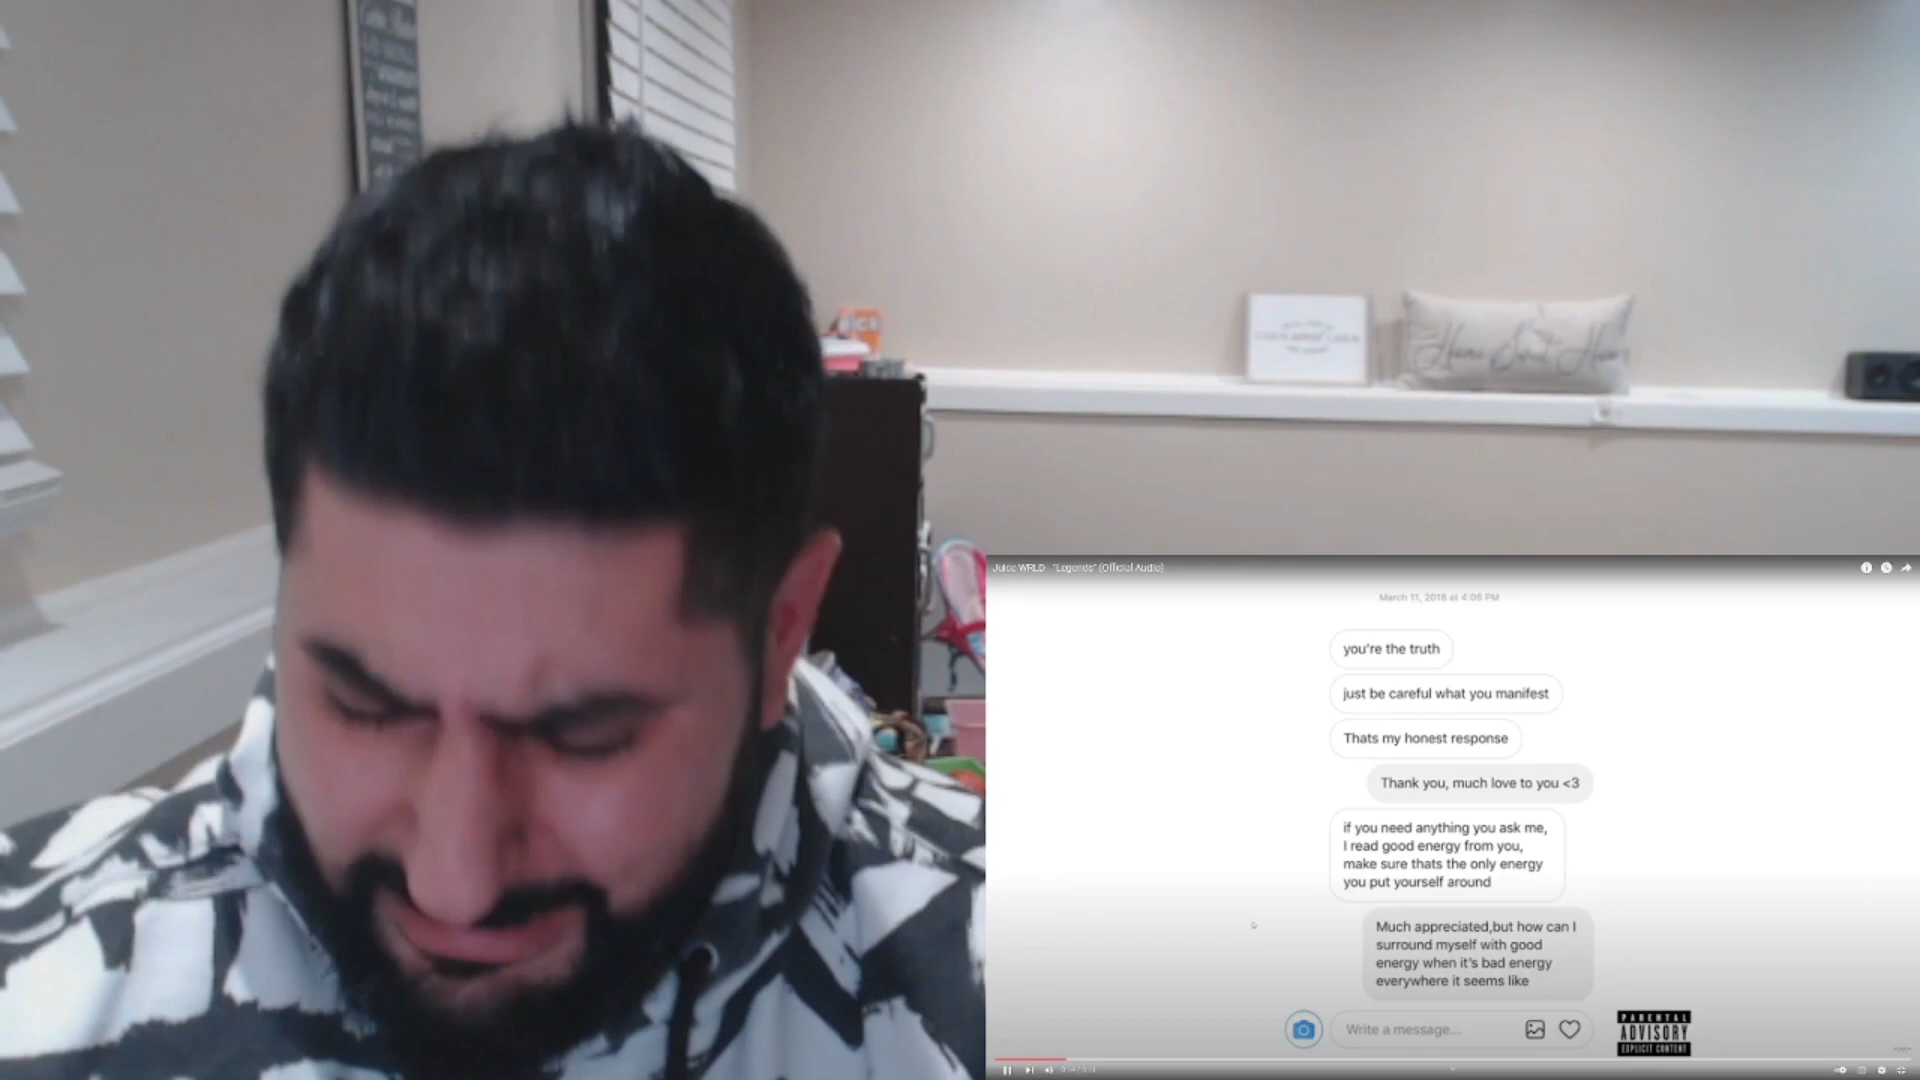 Home Sweet Home
Juice WRLD - "Legends" (Official Audio)
March 11, 2018 at 4:06 PM
you're the truth
just be careful what you manifest
Thats my honest response
Thank you, much love to you <3
if you need anything you ask me,
I read good energy from you,
make sure thats the only energy
you put yourself around
Much appreciated,but how can I
surround myself with good
energy when it's bad energy
everywhere it seems like
Write a message...
PARENTAL
ADVISORY
EXPLICIT CONTENT